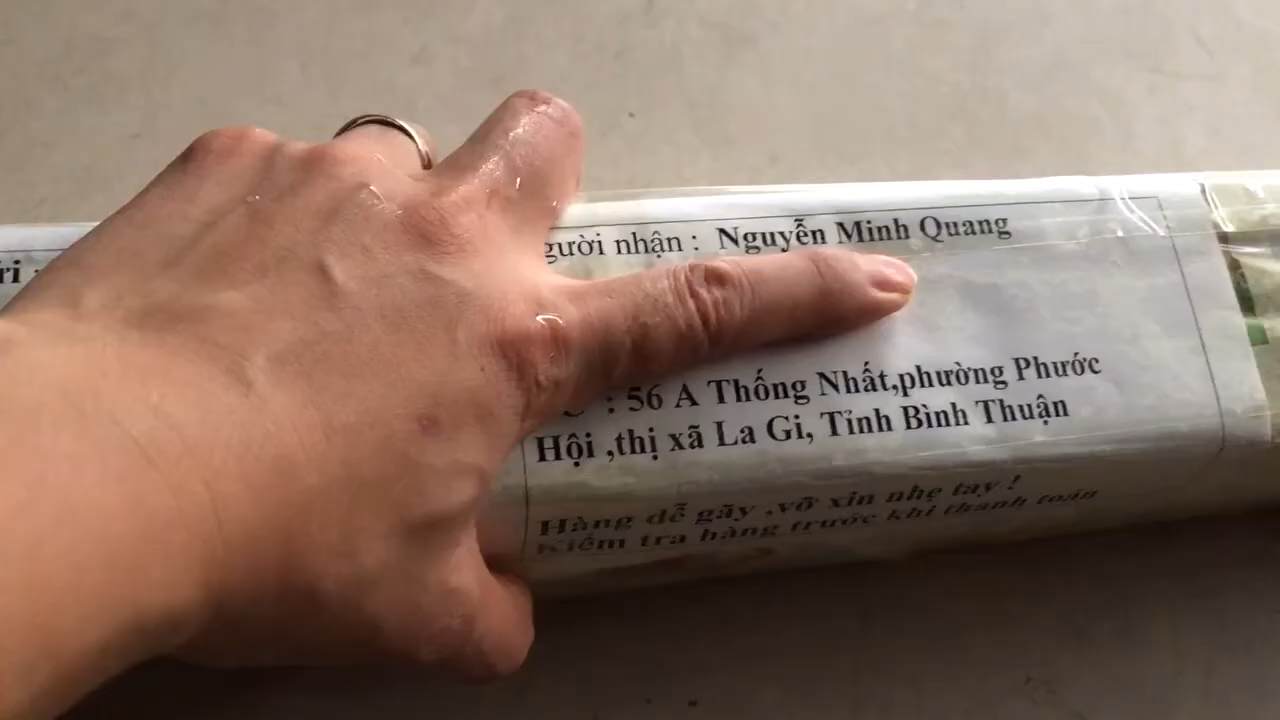 ri :
gười nhận : Nguyễn Minh Quang
: 56 A Thống Nhất,phường Phước
Hội ,thị xã La Gi, Tỉnh Bình Thuận
Hàng dễ gãy ,vỡ xin nhẹ tay !
Kiểm tra hàng trước khi thanh toán